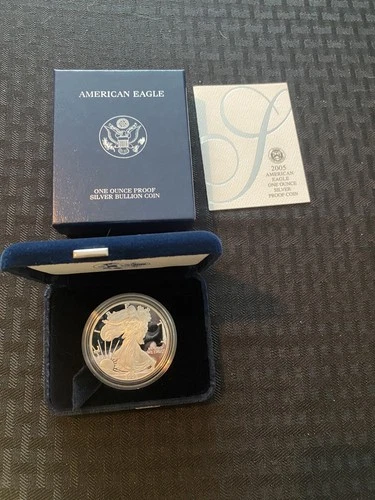 AMERICAN EAGLE
ONE OUNCE PROOF
SILVER BULLION COIN
2005
AMERICAN
EAGLE
ONE OUNCE
SILVER
PROOF COIN